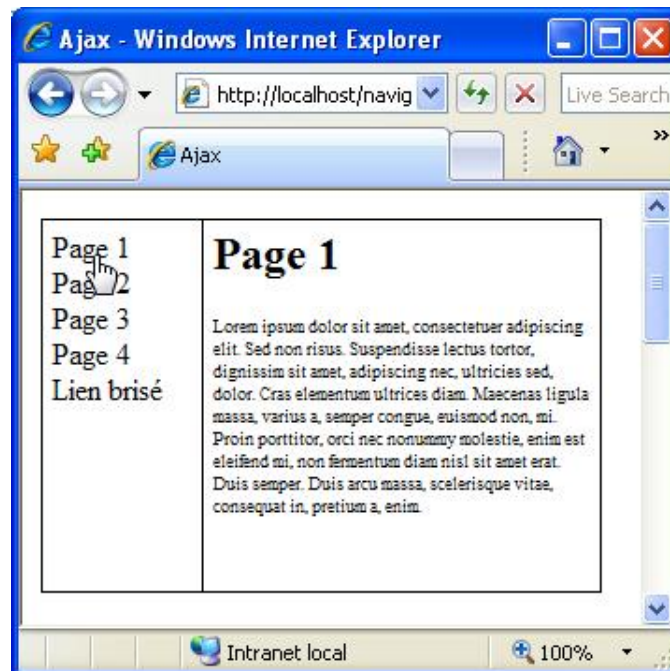 Ajax - Windows Internet Explorer
http://localhost/navig
Live Search
Ajax
»
Page 1
Page 2
Page 3
Page 4
Lien brisé
Page 1
Lorem ipsum dolor sit amet, consectetuer adipiscing
elit. Sed non risus. Suspendisse lectus tortor,
dignissim sit amet, adipiscing nec, ultricies sed,
dolor. Cras elementum ultrices diam. Maecenas ligula
massa, varius a, semper congue, euismod non, mi.
Proin porttitor, orci nec nonummy molestie, enim est
eleifend mi, non fermentum diam nisl sit amet erat.
Duis semper. Duis arcu massa, scelerisque vitae,
consequat in, pretium a, enim.
Intranet local
100%